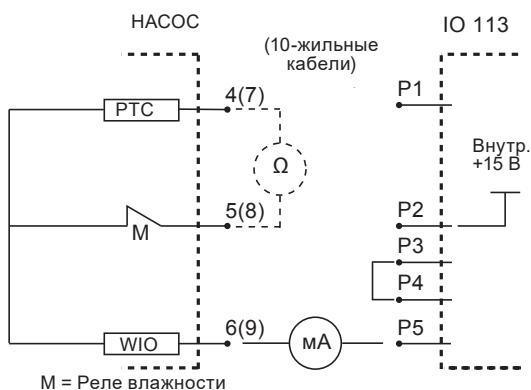 НАСОС
IO 113
(10-жильные
кабели)
4(7)
P1
PTC
Ω
Внутр.
+15 В
5(8)
P2
M
P3
P4
6(9)
P5
WIO
мА
M = Реле влажности